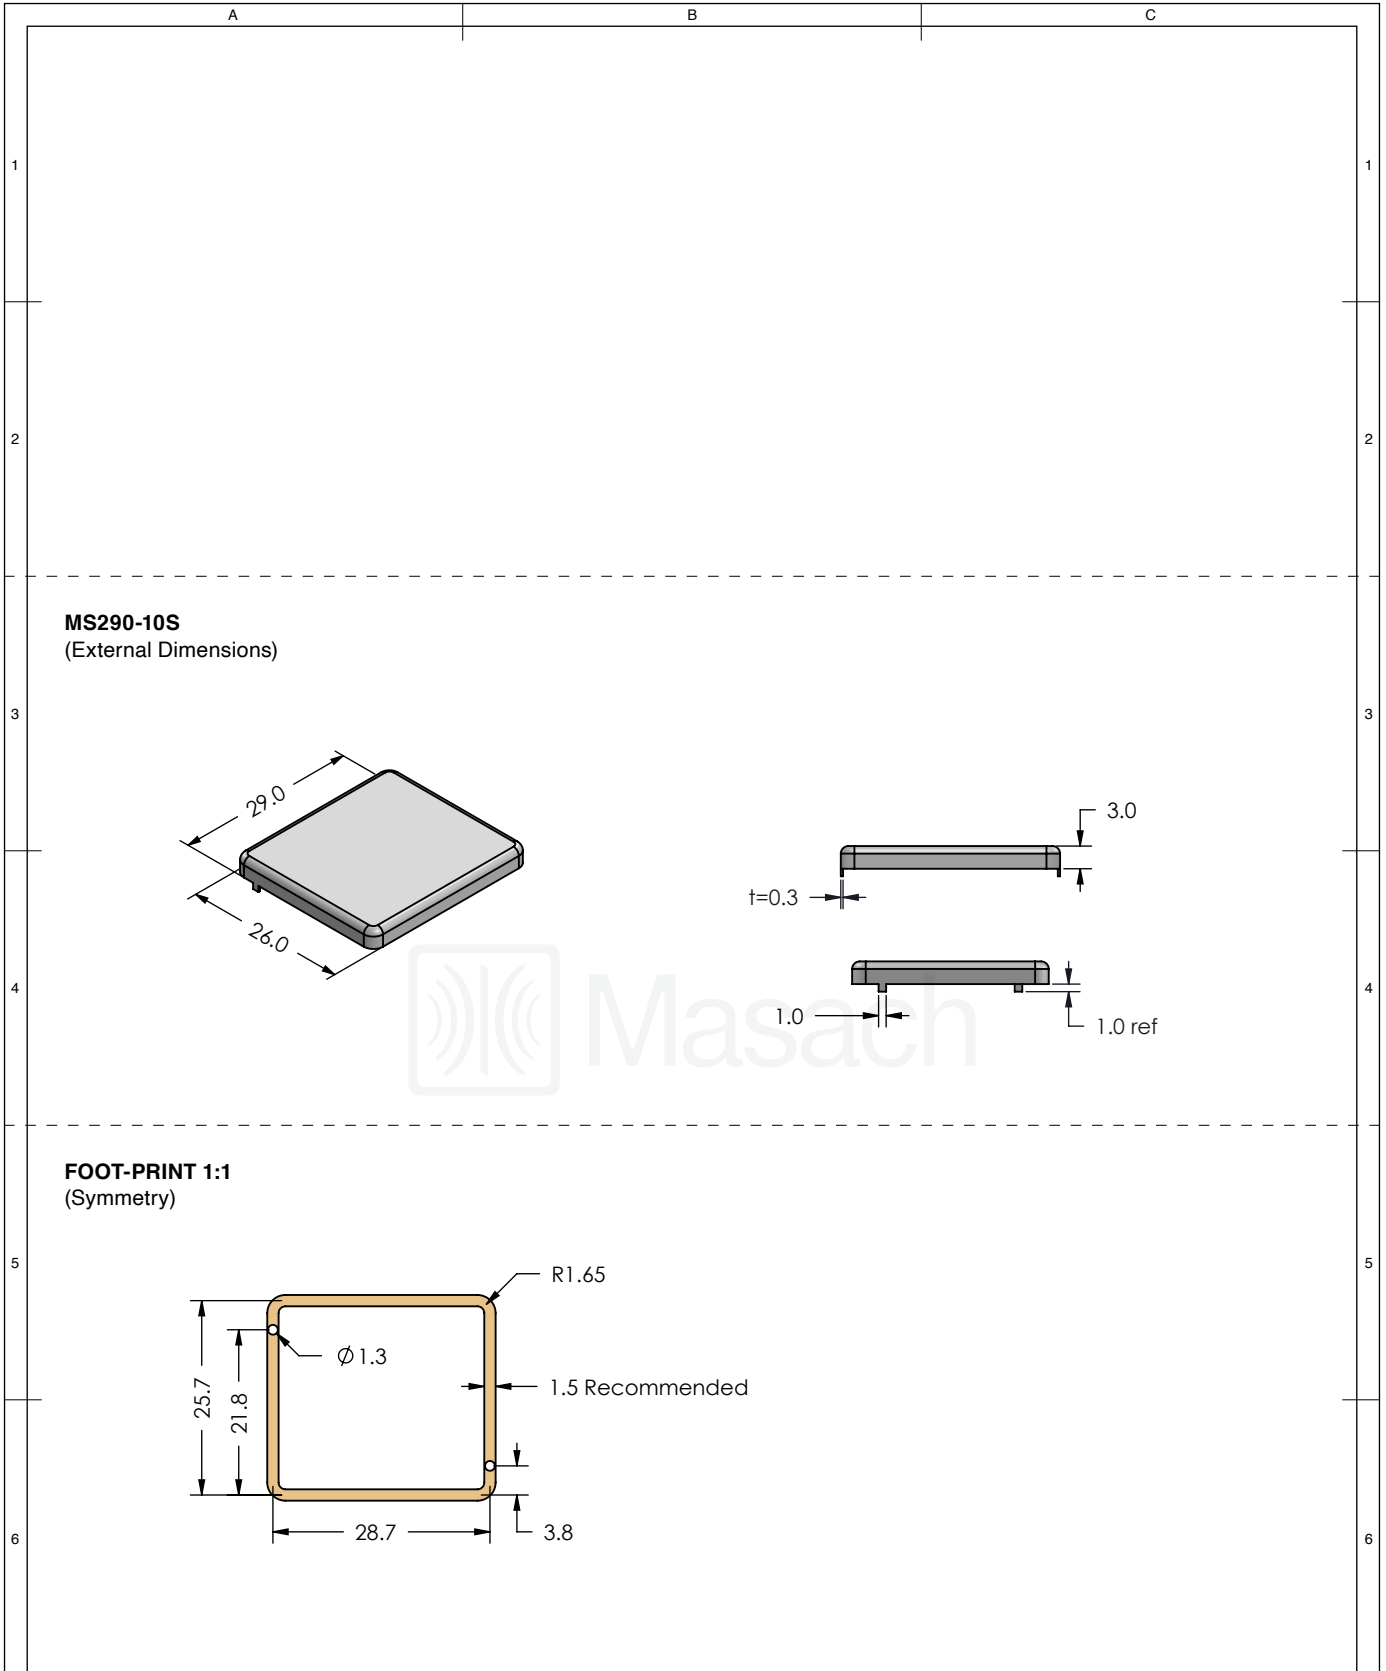 A
B
C
1
1
2
2
MS290-10S
(External Dimensions)
3
3
29.0
26.0
3.0
t=0.3
4
4
1.0
1.0 ref
Masach
FOOT-PRINT 1:1
(Symmetry)
5
5
R1.65
Ø1.3
1.5 Recommended
25.7
21.8
28.7
3.8
6
6